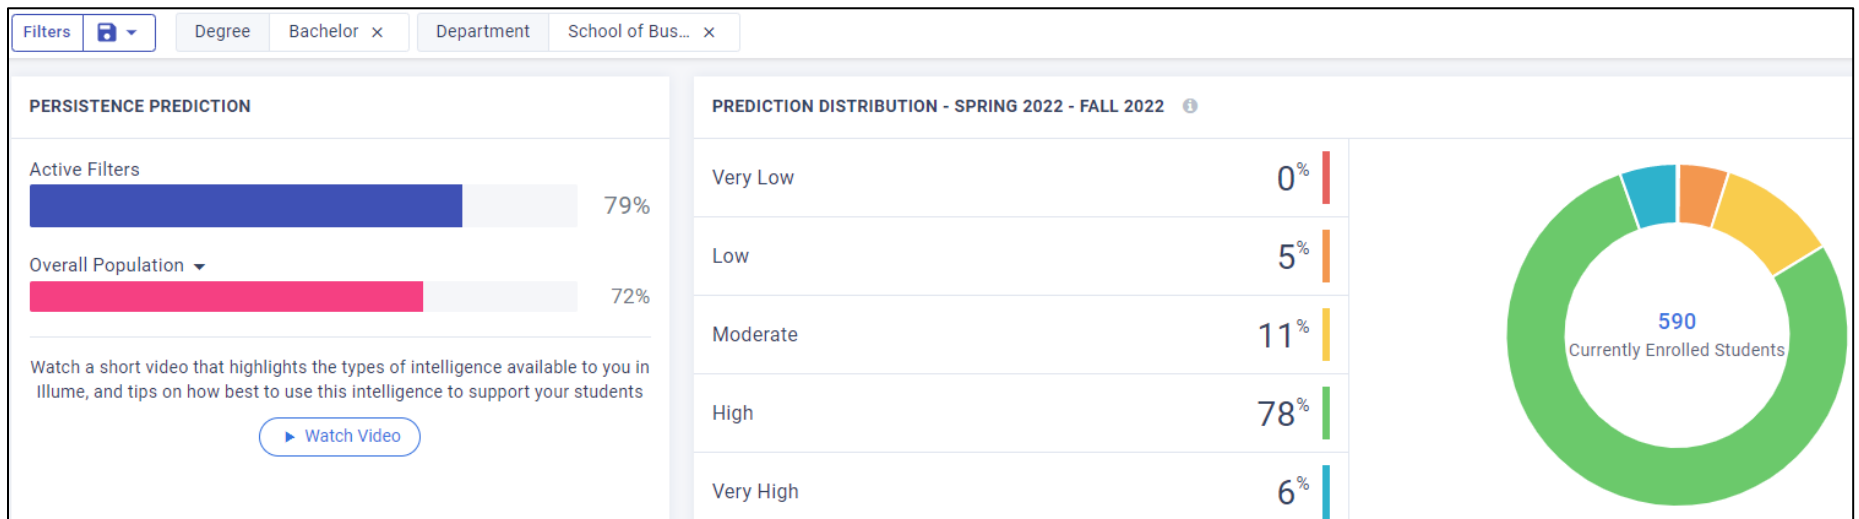 Filters
Degree Bachelor × Department School of Bus... ×
PERSISTENCE PREDICTION
Active Filters
79%
Overall Population
72%
Watch a short video that highlights the types of intelligence available to you in
Illume, and tips on how best to use this intelligence to support your students
Watch Video
PREDICTION DISTRIBUTION - SPRING 2022 - FALL 2022
Very Low 0%
Low 5%
Moderate 11%
High 78%
Very High 6%
590
Currently Enrolled Students